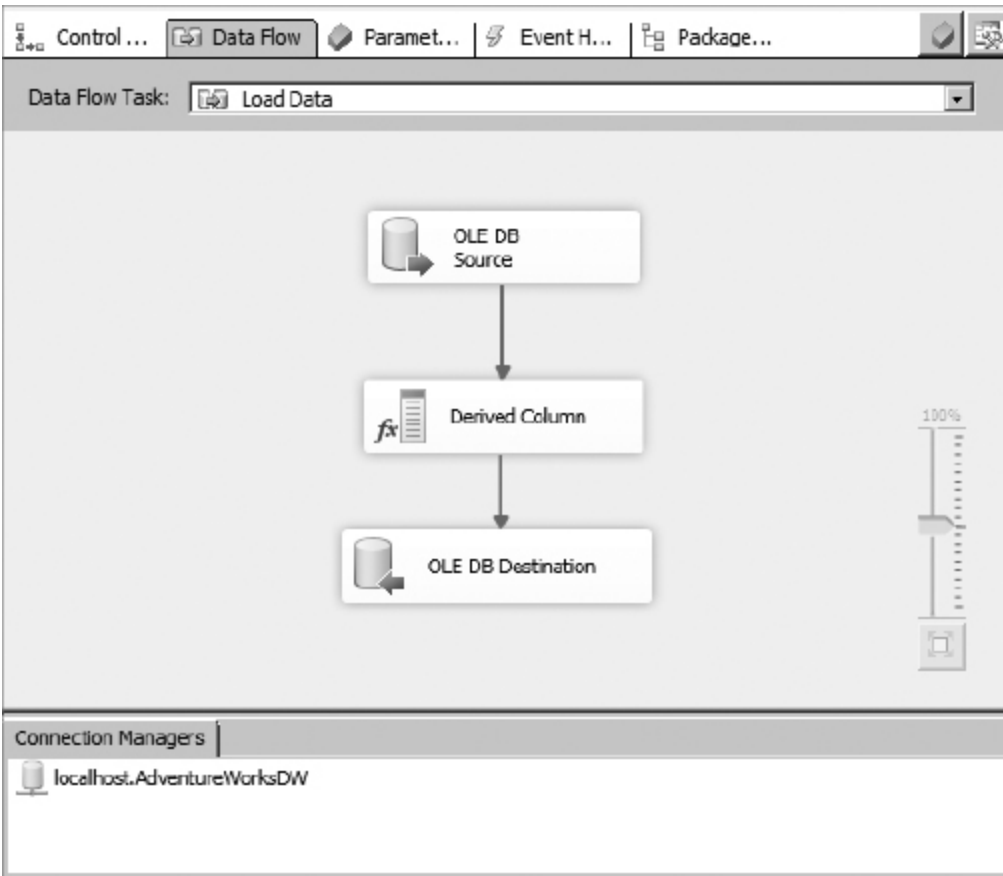 Control ... Data Flow Paramet... Event H... Package...
Data Flow Task: Load Data
OLE DB
Source
fx Derived Column
100%
OLE DB Destination
Connection Managers
localhost.AdventureWorksDW